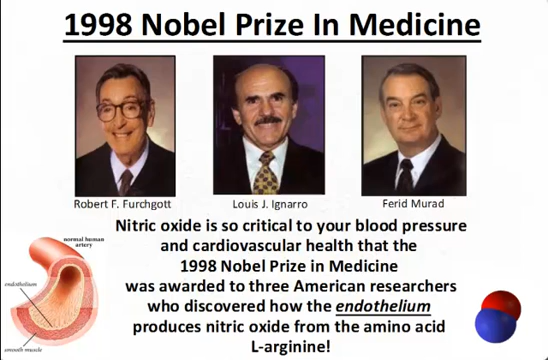 1998 Nobel Prize In Medicine
Robert F. Furchgott
Louis J. Ignarro
Ferid Murad
Nitric oxide is so critical to your blood pressure
and cardiovascular health that the
1998 Nobel Prize in Medicine
was awarded to three American researchers
who discovered how the endothelium
produces nitric oxide from the amino acid
L-arginine!
normal human
artery
endothelium
smooth muscle